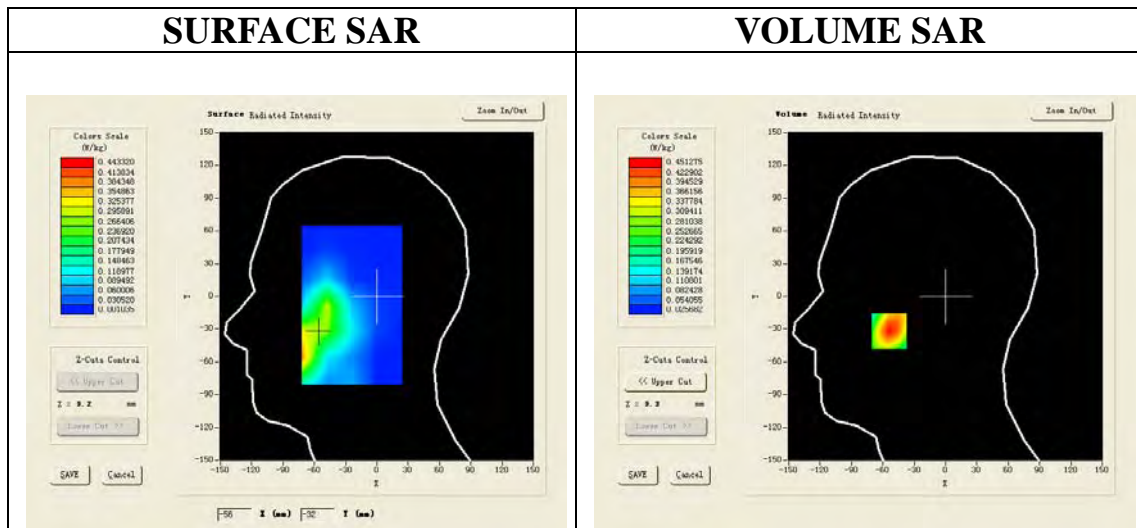 SURFACE SAR
VOLUME SAR
Surface Radiated Intensity
Zoom In/Out
Colors Scale
(W/kg)
0.443320
0.413834
0.384348
0.354863
0.325377
0.295891
0.266406
0.236920
0.207434
0.177949
0.148463
0.118977
0.089492
0.060006
0.030520
0.001035
150
120
90
60
30
0
-30
-60
-90
-120
-150
Y
-150 -120 -90 -60 -30 0 30 60 90 120 150
X
Z-Cuts Control
<< Upper Cut
Z = mm
Lower Cut >>
SAVE Cancel
-56 X (mm) -32 Y (mm)
Volume Radiated Intensity
Zoom In/Out
Colors Scale
(W/kg)
0.451275
0.422902
0.394529
0.366156
0.337784
0.309411
0.281038
0.252665
0.224292
0.195919
0.167546
0.139174
0.110801
0.082428
0.054055
0.025682
150
120
90
60
30
0
-30
-60
-90
-120
-150
Y
-150 -120 -90 -60 -30 0 30 60 90 120 150
X
Z-Cuts Control
<< Upper Cut
Z = mm
Lower Cut >>
SAVE Cancel